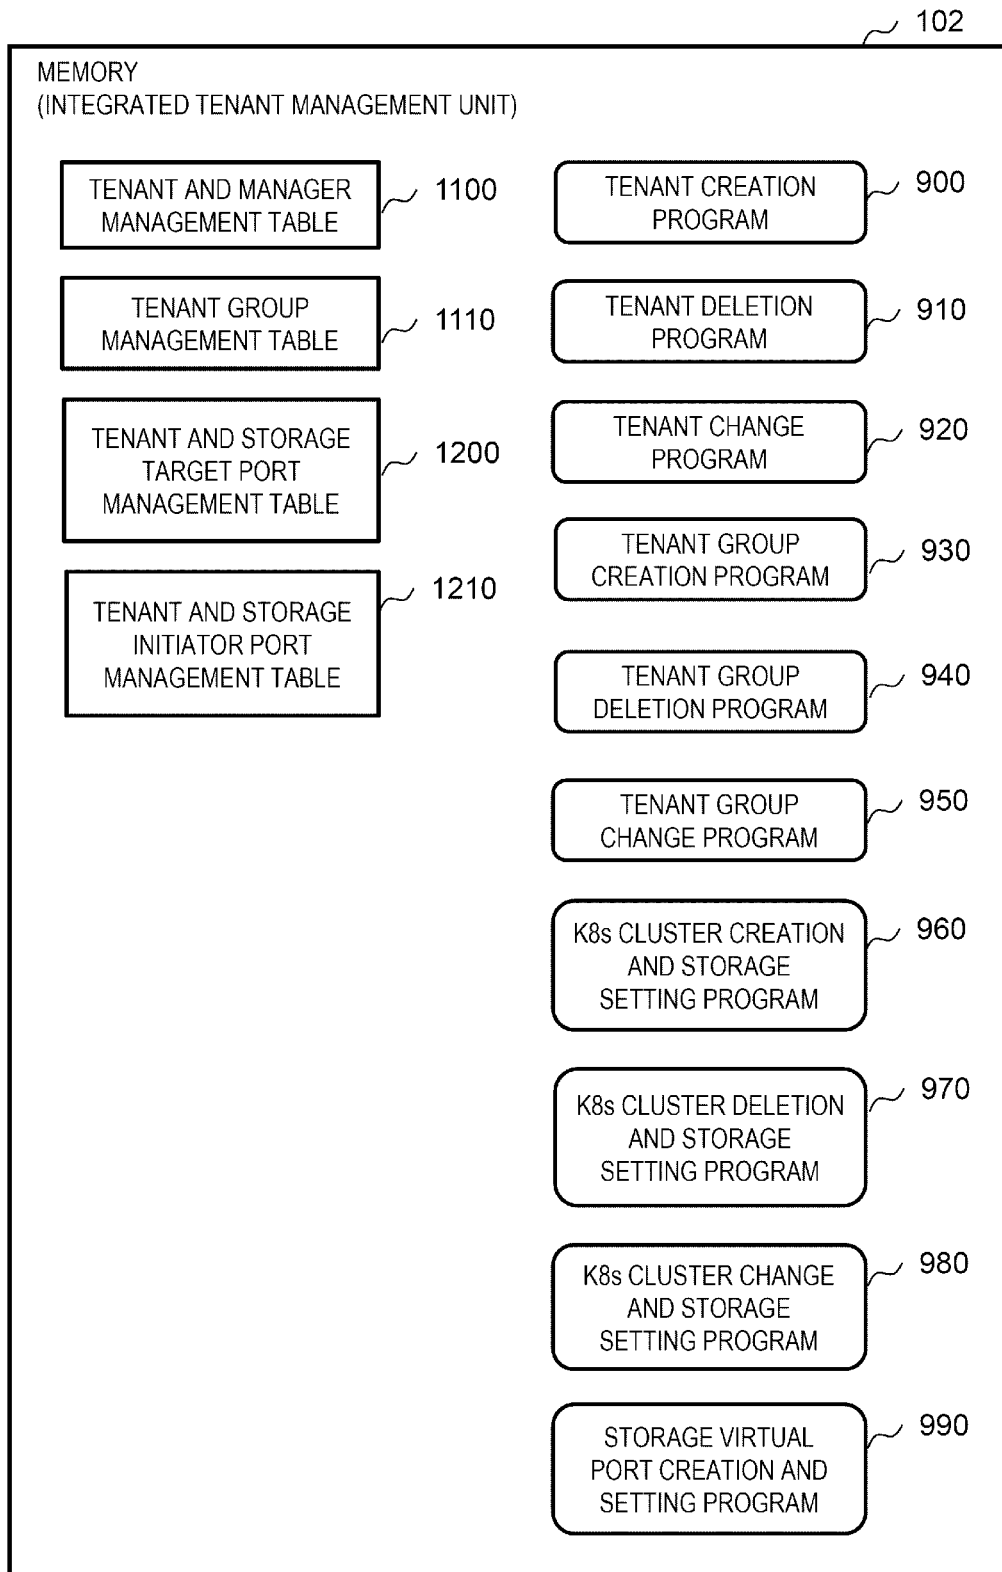 102
MEMORY
(INTEGRATED TENANT MANAGEMENT UNIT)
TENANT AND MANAGER
MANAGEMENT TABLE
1100
TENANT GROUP
MANAGEMENT TABLE
1110
TENANT AND STORAGE
TARGET PORT
MANAGEMENT TABLE
1200
TENANT AND STORAGE
INITIATOR PORT
MANAGEMENT TABLE
1210
TENANT CREATION
PROGRAM
900
TENANT DELETION
PROGRAM
910
TENANT CHANGE
PROGRAM
920
TENANT GROUP
CREATION PROGRAM
930
TENANT GROUP
DELETION PROGRAM
940
TENANT GROUP
CHANGE PROGRAM
950
K8s CLUSTER CREATION
AND STORAGE
SETTING PROGRAM
960
K8s CLUSTER DELETION
AND STORAGE
SETTING PROGRAM
970
K8s CLUSTER CHANGE
AND STORAGE
SETTING PROGRAM
980
STORAGE VIRTUAL
PORT CREATION AND
SETTING PROGRAM
990